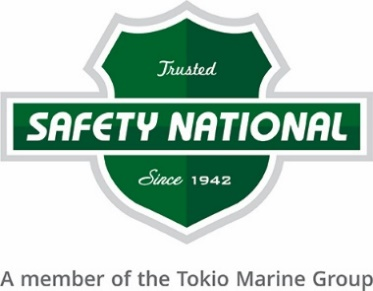 Trusted
SAFETY NATIONAL
Since 1942
A member of the Tokio Marine Group